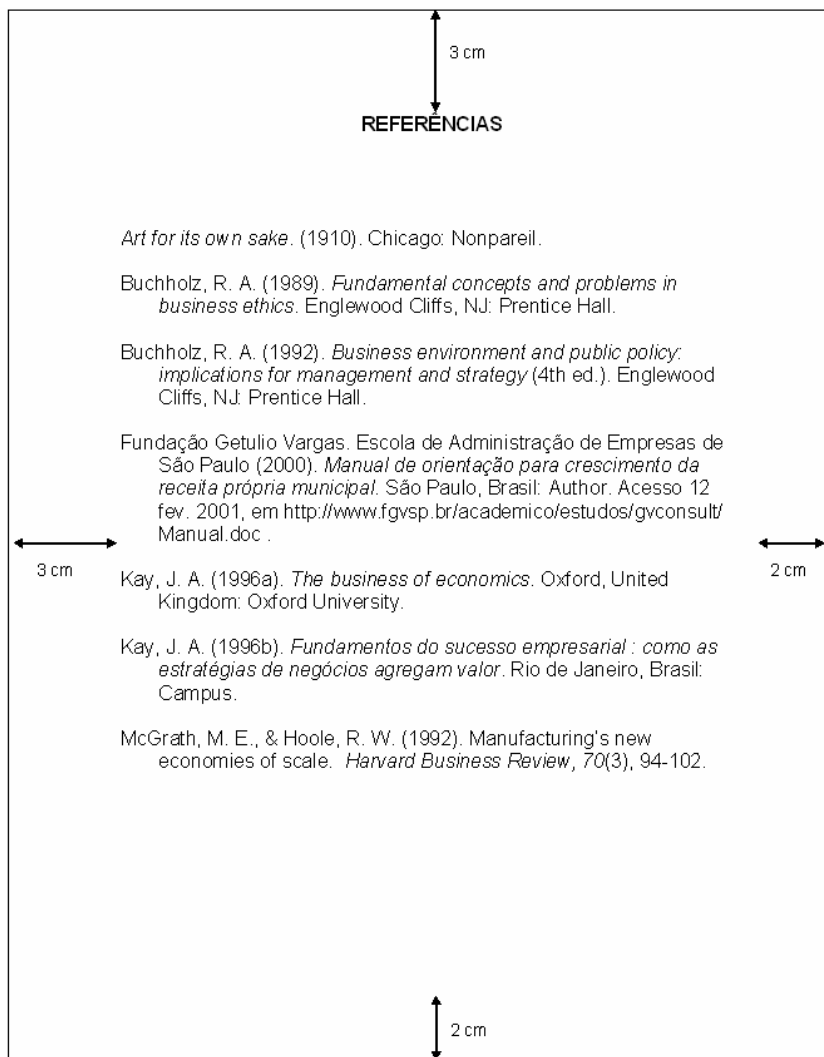 3 cm
REFERÊNCIAS
Art for its own sake. (1910). Chicago: Nonpareil.
Buchholz, R. A. (1989). Fundamental concepts and problems in
business ethics. Englewood Cliffs, NJ: Prentice Hall.
Buchholz, R. A. (1992). Business environment and public policy:
implications for management and strategy (4th ed.). Englewood
Cliffs, NJ: Prentice Hall.
Fundação Getulio Vargas. Escola de Administração de Empresas de
São Paulo (2000). Manual de orientação para crescimento da
receita própria municipal. São Paulo, Brasil: Author. Acesso 12
fev. 2001, em http://www.fgvsp.br/academico/estudos/gvconsult/
Manual.doc .
3 cm
2 cm
Kay, J. A. (1996a). The business of economics. Oxford, United
Kingdom: Oxford University.
Kay, J. A. (1996b). Fundamentos do sucesso empresarial : como as
estratégias de negócios agregam valor. Rio de Janeiro, Brasil:
Campus.
McGrath, M. E., & Hoole, R. W. (1992). Manufacturing's new
economies of scale.  Harvard Business Review, 70(3), 94-102.
2 cm